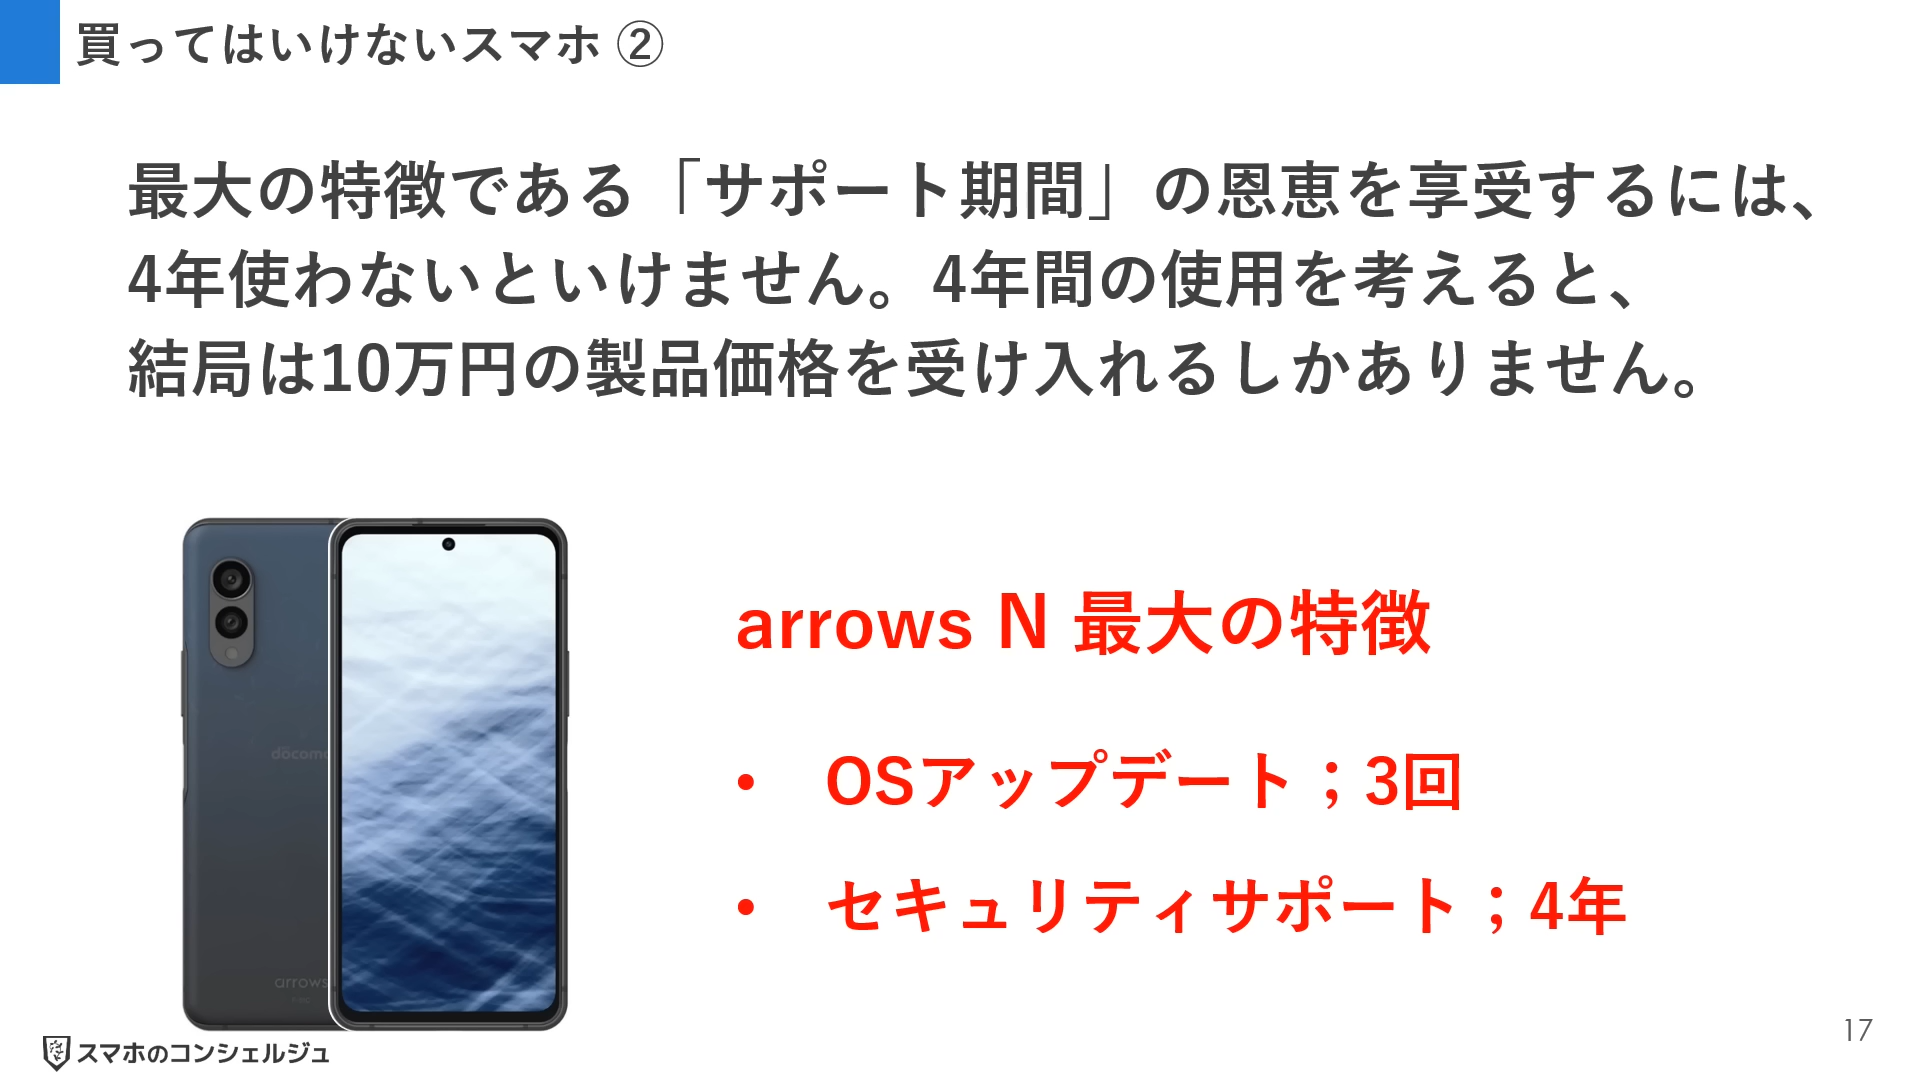 買ってはいけないスマホ ②
最大の特徴である「サポート期間」の恩恵を享受するには、
4年使わないといけません。4年間の使用を考えると、
結局は10万円の製品価格を受け入れるしかありません。
arrows N 最大の特徴
• OSアップデート；3回
• セキュリティサポート；4年
docomo
arrows
スマホのコンシェルジュ
17